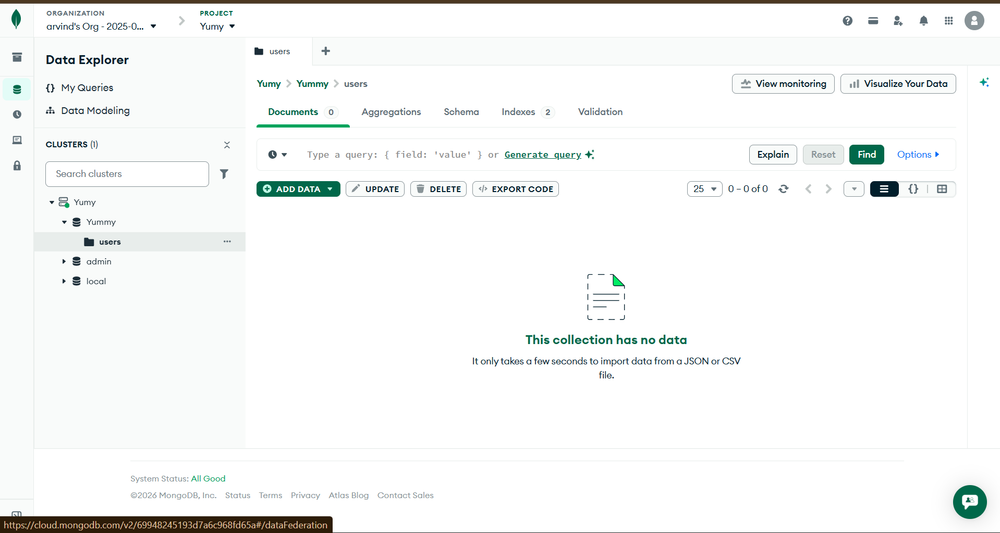 ORGANIZATION
arvind's Org - 2025-0...
PROJECT
Yumy
Data Explorer
My Queries
Data Modeling
CLUSTERS (1)
Search clusters
Yumy
Yummy
users
admin
local
users
Yumy Yummy users
View monitoring
Visualize Your Data
Documents 0 Aggregations Schema Indexes 2 Validation
Type a query: { field: 'value' } or Generate query
Explain Reset Find Options
ADD DATA UPDATE DELETE EXPORT CODE
25 0 – 0 of 0
This collection has no data
It only takes a few seconds to import data from a JSON or CSV
file.
System Status: All Good
©2026 MongoDB, Inc. Status Terms Privacy Atlas Blog Contact Sales
https://cloud.mongodb.com/v2/69948245193d7a6c968fd65a#/dataFederation